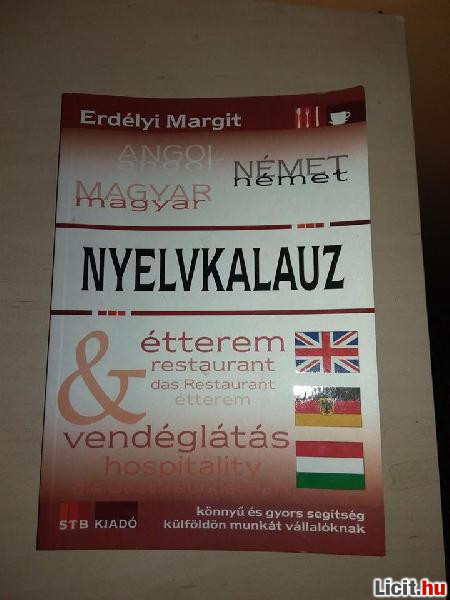 Erdélyi Margit
ANGOL
angol
NÉMET
német
MAGYAR
magyar
NYELVKALAUZ
&
étterem
restaurant
das Restaurant
étterem
vendéglátás
hospitality
STB KIADÓ
könnyű és gyors segítség
külföldön munkát vállalóknak
Licit.hu